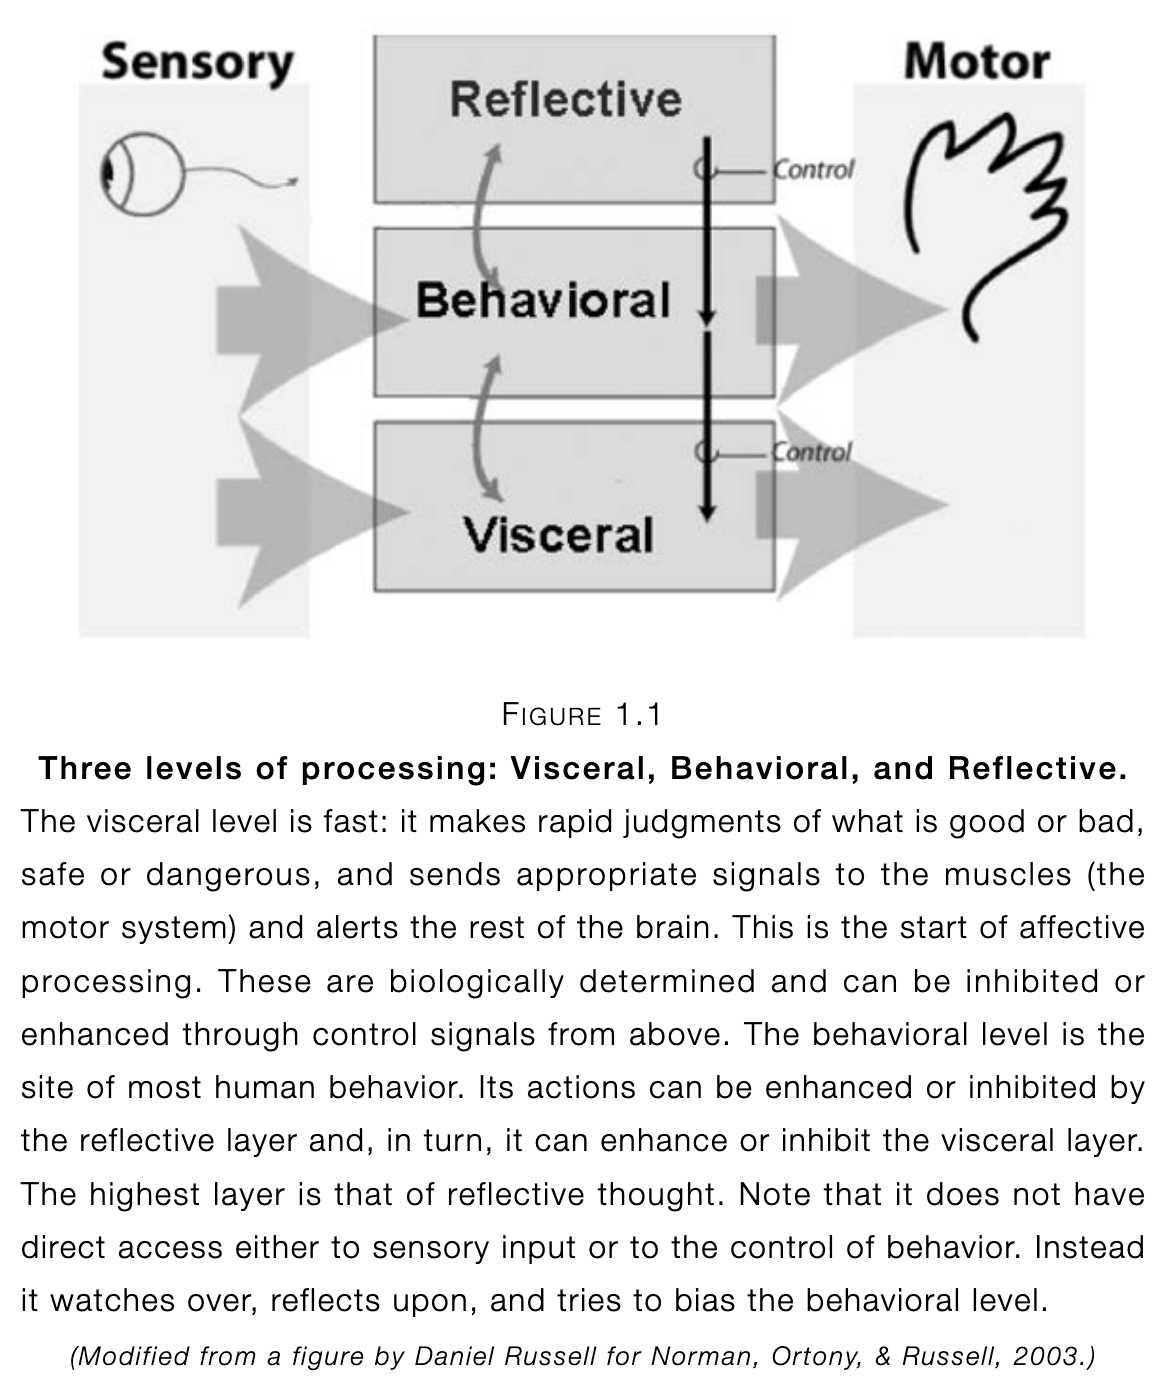 Sensory
Reflective
Motor
Control
Behavioral
Control
Visceral
FIGURE 1.1
Three levels of processing: Visceral, Behavioral, and Reflective.
The visceral level is fast: it makes rapid judgments of what is good or bad,
safe or dangerous, and sends appropriate signals to the muscles (the
motor system) and alerts the rest of the brain. This is the start of affective
processing. These are biologically determined and can be inhibited or
enhanced through control signals from above. The behavioral level is the
site of most human behavior. Its actions can be enhanced or inhibited by
the reflective layer and, in turn, it can enhance or inhibit the visceral layer.
The highest layer is that of reflective thought. Note that it does not have
direct access either to sensory input or to the control of behavior. Instead
it watches over, reflects upon, and tries to bias the behavioral level.
(Modified from a figure by Daniel Russell for Norman, Ortony, & Russell, 2003.)